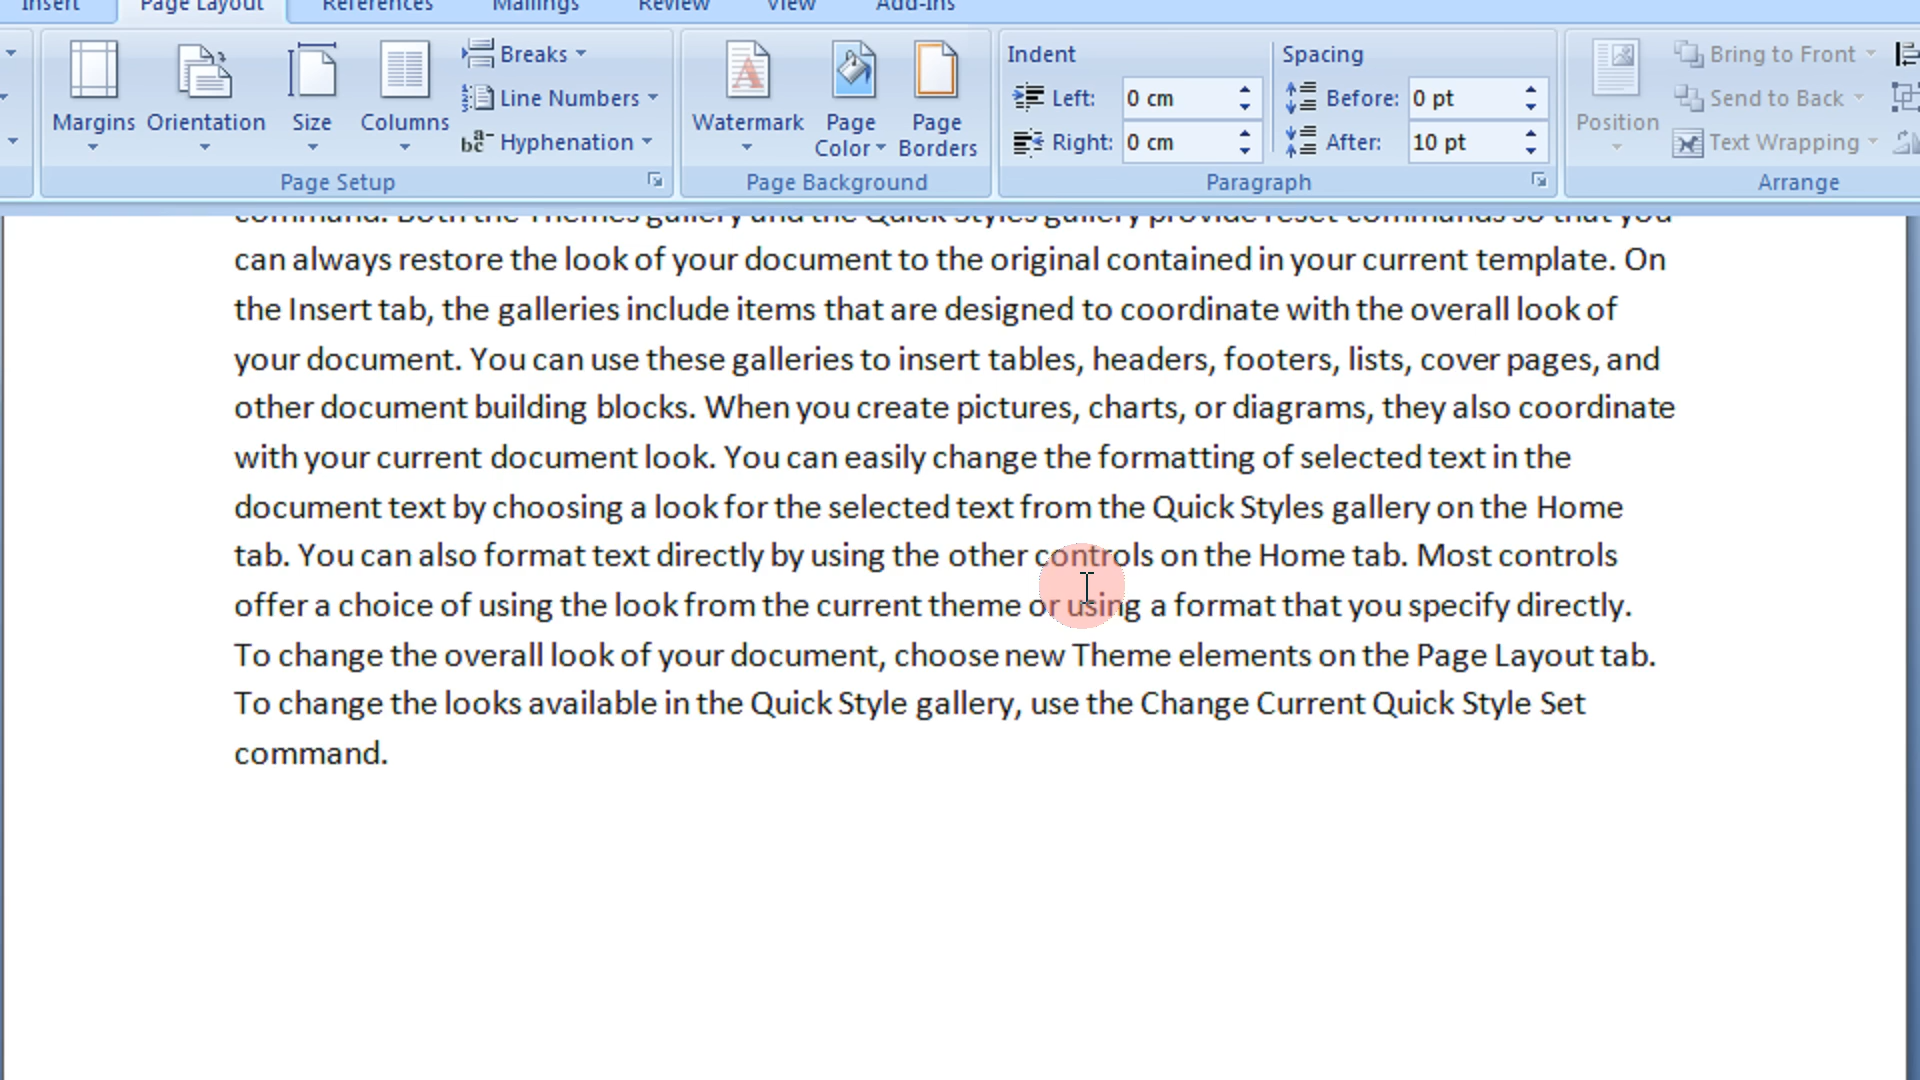 Insert Page Layout References Mailings Review View Add-Ins
Margins Orientation Size Columns Breaks Line Numbers Hyphenation
Page Setup
Watermark Page Color Page Borders
Page Background
Indent Spacing
Left: 0 cm Before: 0 pt
Right: 0 cm After: 10 pt
Paragraph
Position Bring to Front Send to Back Text Wrapping
Arrange
command. Both the Themes gallery and the Quick Styles gallery provide reset commands so that you
can always restore the look of your document to the original contained in your current template. On
the Insert tab, the galleries include items that are designed to coordinate with the overall look of
your document. You can use these galleries to insert tables, headers, footers, lists, cover pages, and
other document building blocks. When you create pictures, charts, or diagrams, they also coordinate
with your current document look. You can easily change the formatting of selected text in the
document text by choosing a look for the selected text from the Quick Styles gallery on the Home
tab. You can also format text directly by using the other controls on the Home tab. Most controls
offer a choice of using the look from the current theme or using a format that you specify directly.
To change the overall look of your document, choose new Theme elements on the Page Layout tab.
To change the looks available in the Quick Style gallery, use the Change Current Quick Style Set
command.